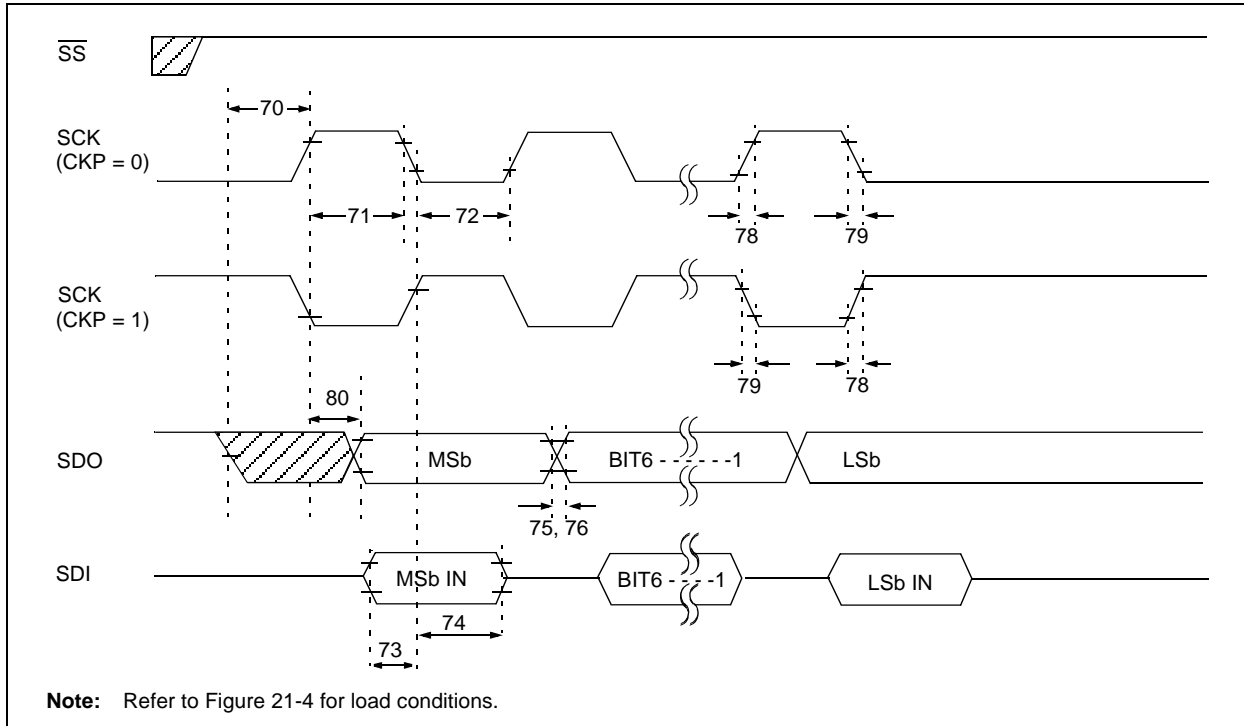 SS
70
SCK
(CKP = 0)
71
72
78
79
SCK
(CKP = 1)
79
78
80
SDO
MSb
BIT6 - - - - - -1
LSb
75, 76
SDI
MSb IN
BIT6 - - - -1
LSb IN
74
73
Note: Refer to Figure 21-4 for load conditions.